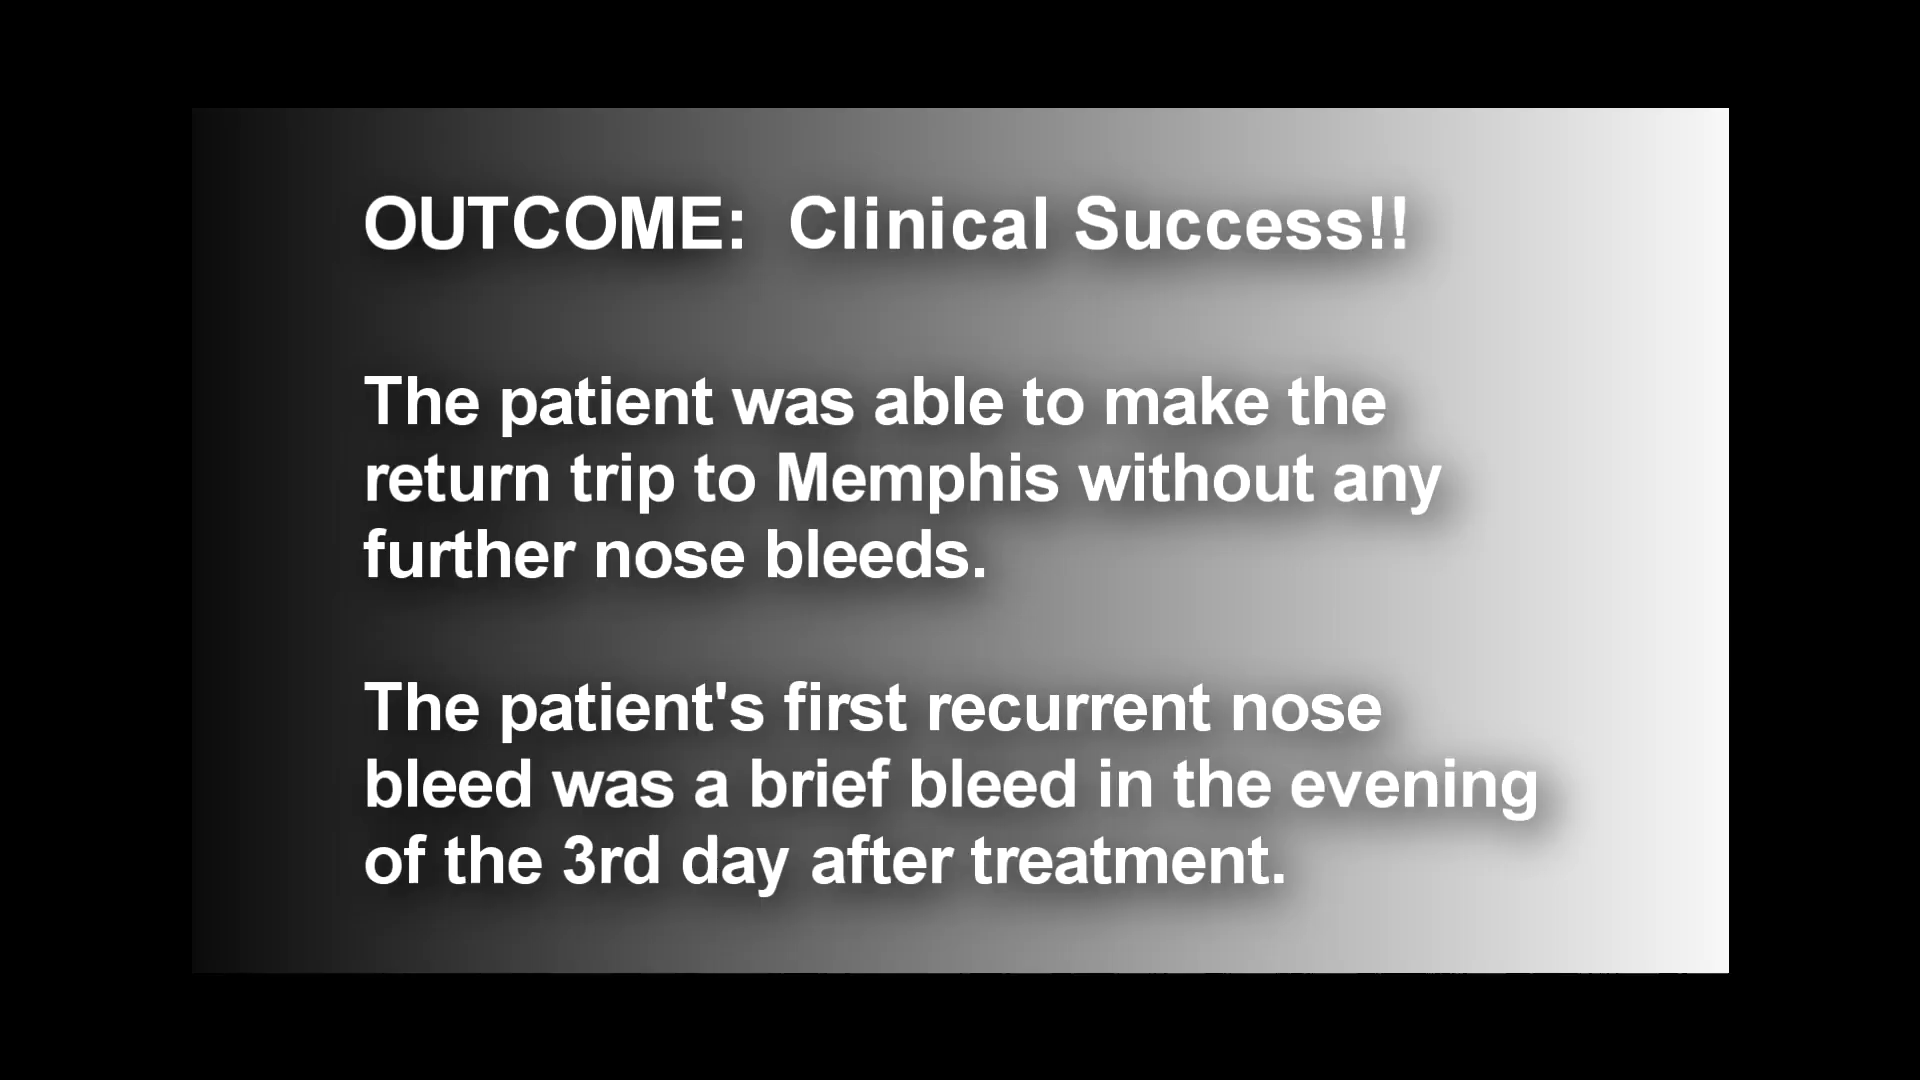 OUTCOME:  Clinical Success!!
The patient was able to make the
return trip to Memphis without any
further nose bleeds.
The patient's first recurrent nose
bleed was a brief bleed in the evening
of the 3rd day after treatment.